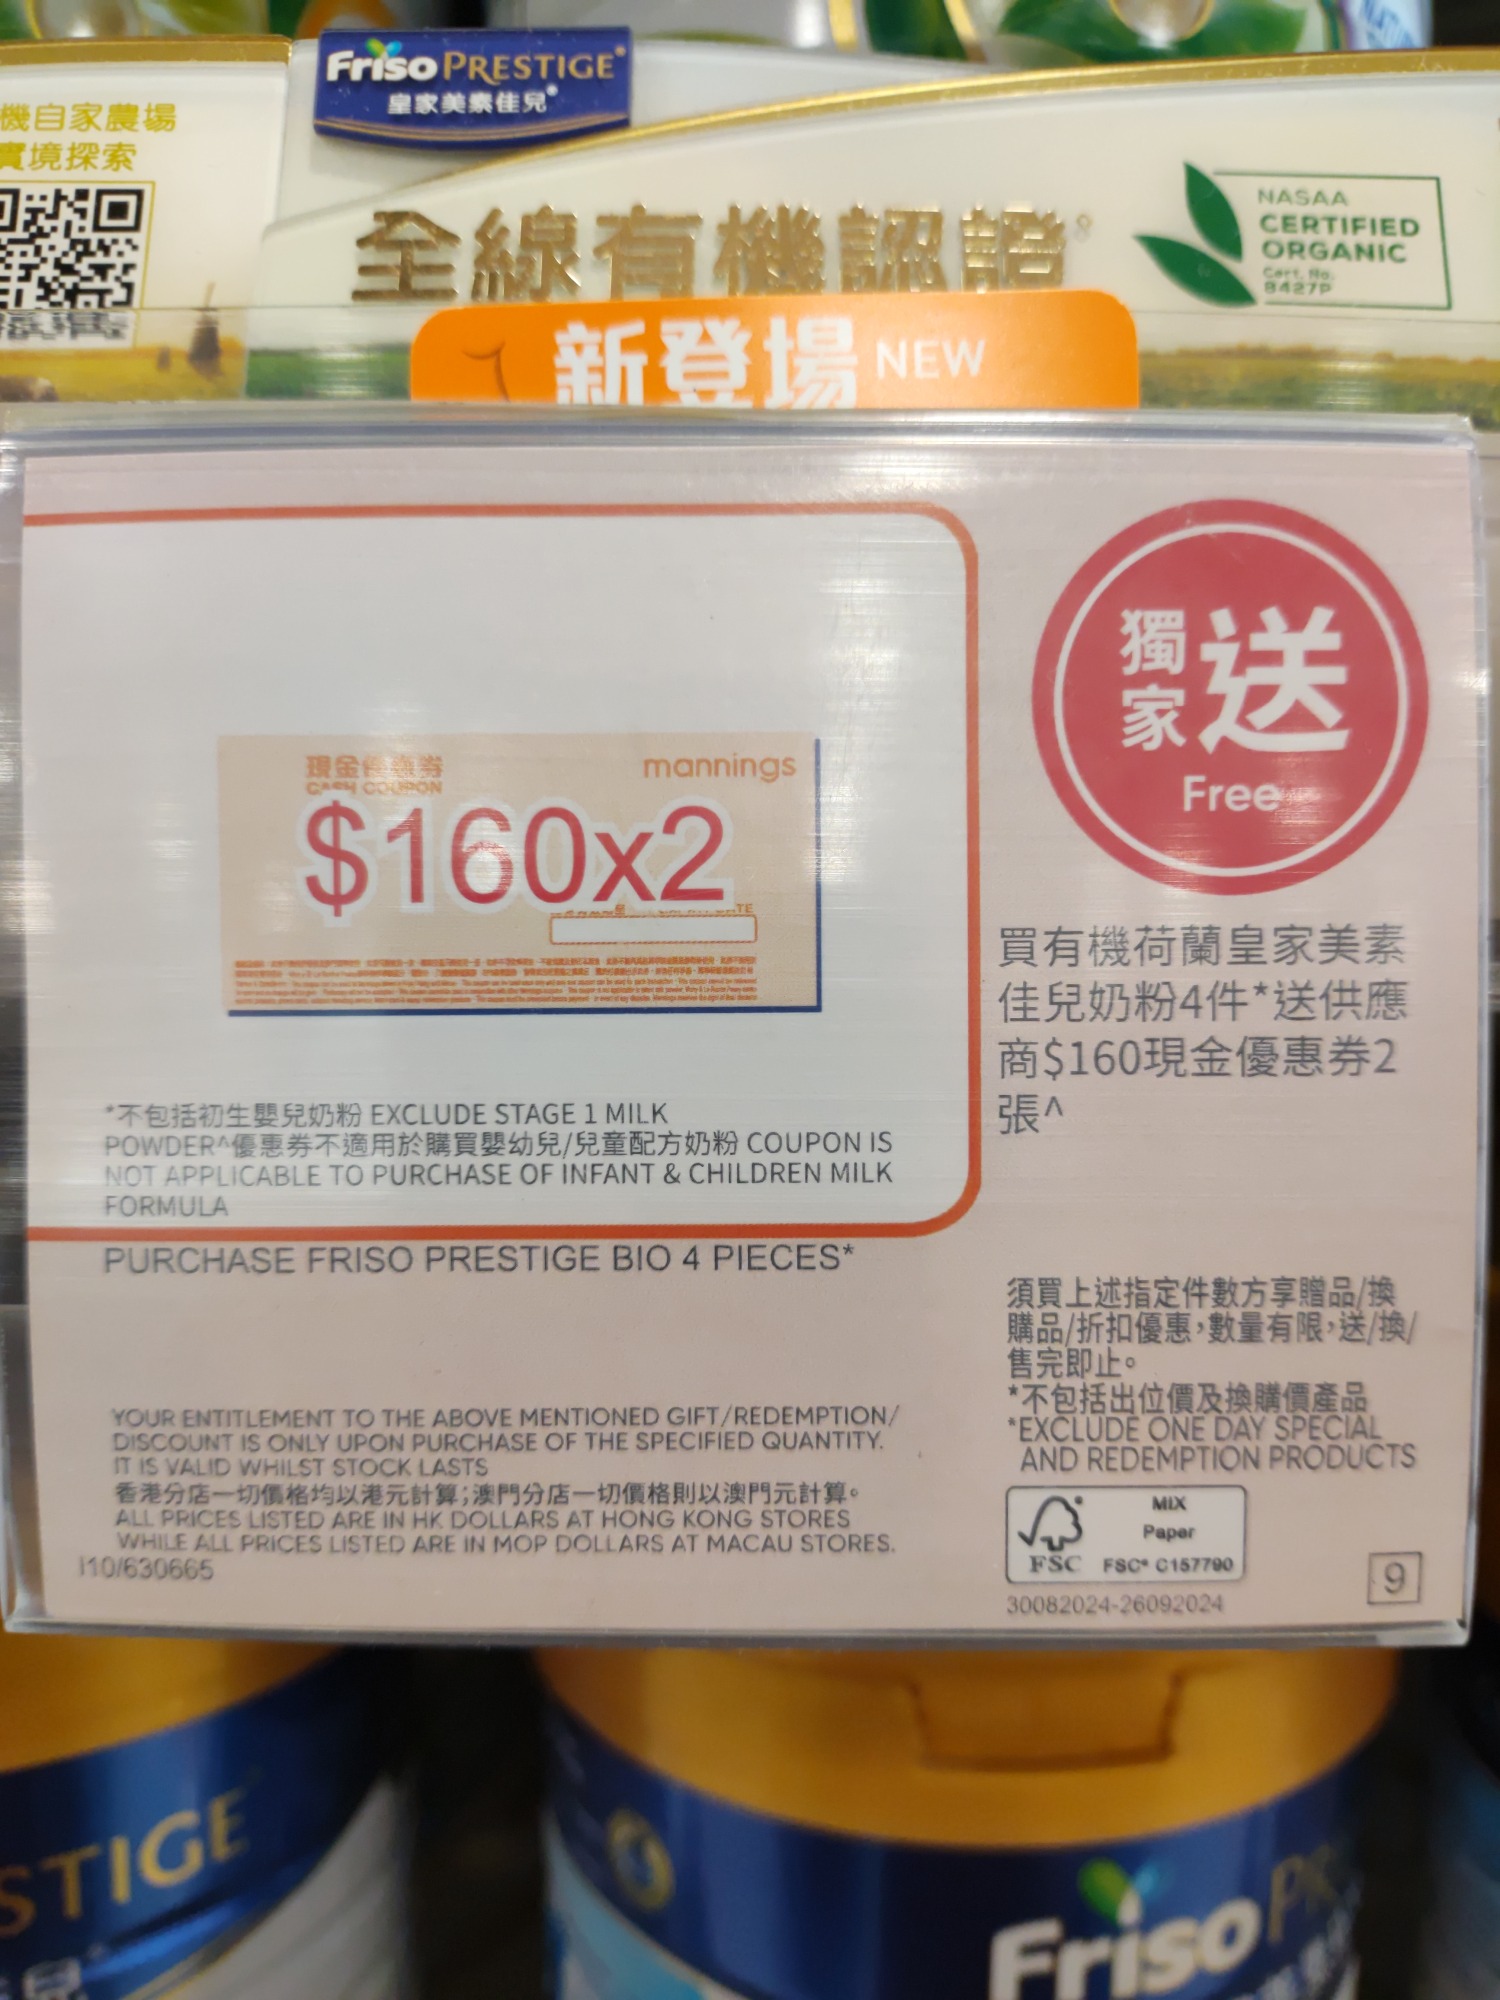 Friso PRESTIGE®
皇家美素佳兒®
機自家農場
實境探索
全線有機認證
NASAA
CERTIFIED
ORGANIC
Cert. No.
9427P
新登場 NEW
現金優惠券
CASH COUPON
mannings
$160x2
獨家 送
Free
買有機荷蘭皇家美素
佳兒奶粉4件*送供應
商$160現金優惠券2
張^
*不包括初生嬰兒奶粉 EXCLUDE STAGE 1 MILK
POWDER^優惠券不適用於購買嬰幼兒/兒童配方奶粉 COUPON IS
NOT APPLICABLE TO PURCHASE OF INFANT & CHILDREN MILK
FORMULA
PURCHASE FRISO PRESTIGE BIO 4 PIECES*
須買上述指定件數方享贈品/換
購品/折扣優惠，數量有限，送/換/
售完即止。
*不包括出位價及換購價產品
*EXCLUDE ONE DAY SPECIAL
AND REDEMPTION PRODUCTS
YOUR ENTITLEMENT TO THE ABOVE MENTIONED GIFT/REDEMPTION/
DISCOUNT IS ONLY UPON PURCHASE OF THE SPECIFIED QUANTITY.
IT IS VALID WHILST STOCK LASTS
香港分店一切價格均以港元計算；澳門分店一切價格則以澳門元計算。
ALL PRICES LISTED ARE IN HK DOLLARS AT HONG KONG STORES
WHILE ALL PRICES LISTED ARE IN MOP DOLLARS AT MACAU STORES.
I10/630665
MIX
Paper
FSC FSC® C157790
30082024-26092024
9
STIGE
Friso